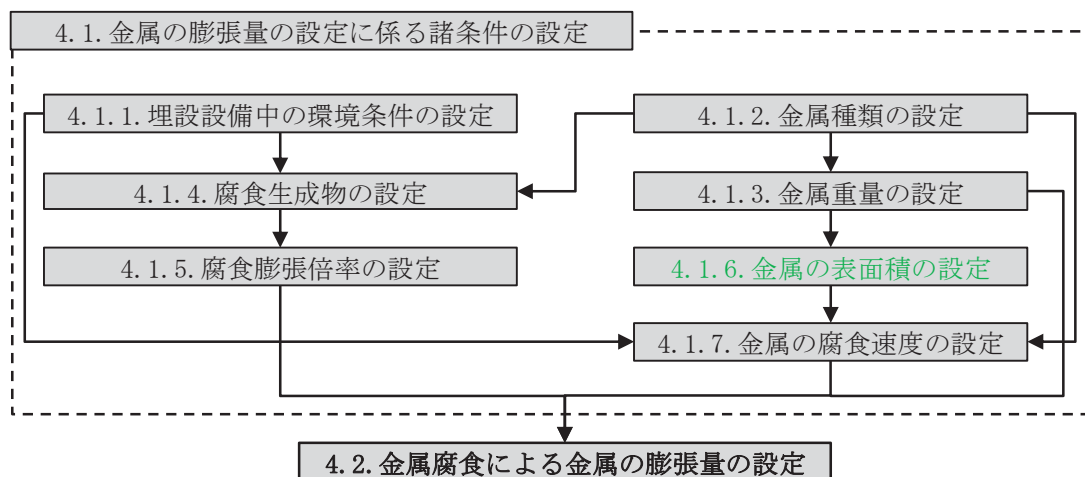 4.1.金属の膨張量の設定に係る諸条件の設定
4.1.1.埋設設備中の環境条件の設定
4.1.2.金属種類の設定
4.1.4.腐食生成物の設定
4.1.3.金属重量の設定
4.1.5.腐食膨張倍率の設定
4.1.6.金属の表面積の設定
4.1.7.金属の腐食速度の設定
4.2.金属腐食による金属の膨張量の設定